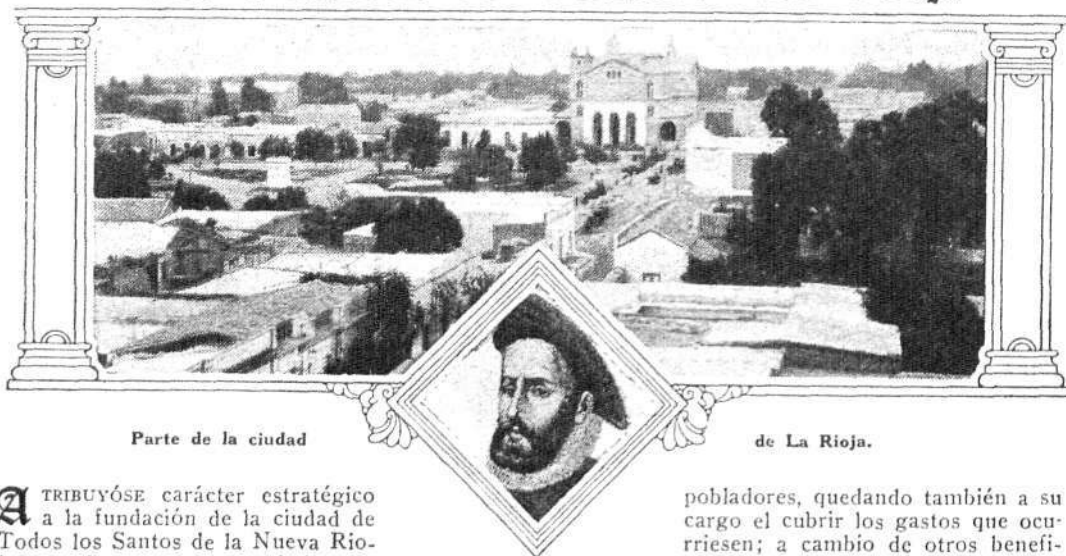 Parte de la ciudad
de La Rioja.
ATRIBUYÓSE carácter estratégico
a la fundación de la ciudad de
Todos los Santos de la Nueva Rio-
pobladores, quedando también a su
cargo el cubrir los gastos que ocu-
rriesen; a cambio de otros benefi-